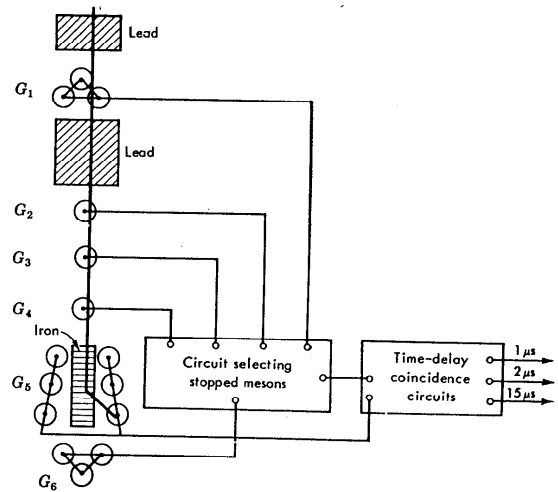 Lead
G1
Lead
G2
G3
G4
Iron
G5
Circuit selecting
stopped mesons
Time-delay
coincidence
circuits
1 μs
2 μs
15 μs
G6